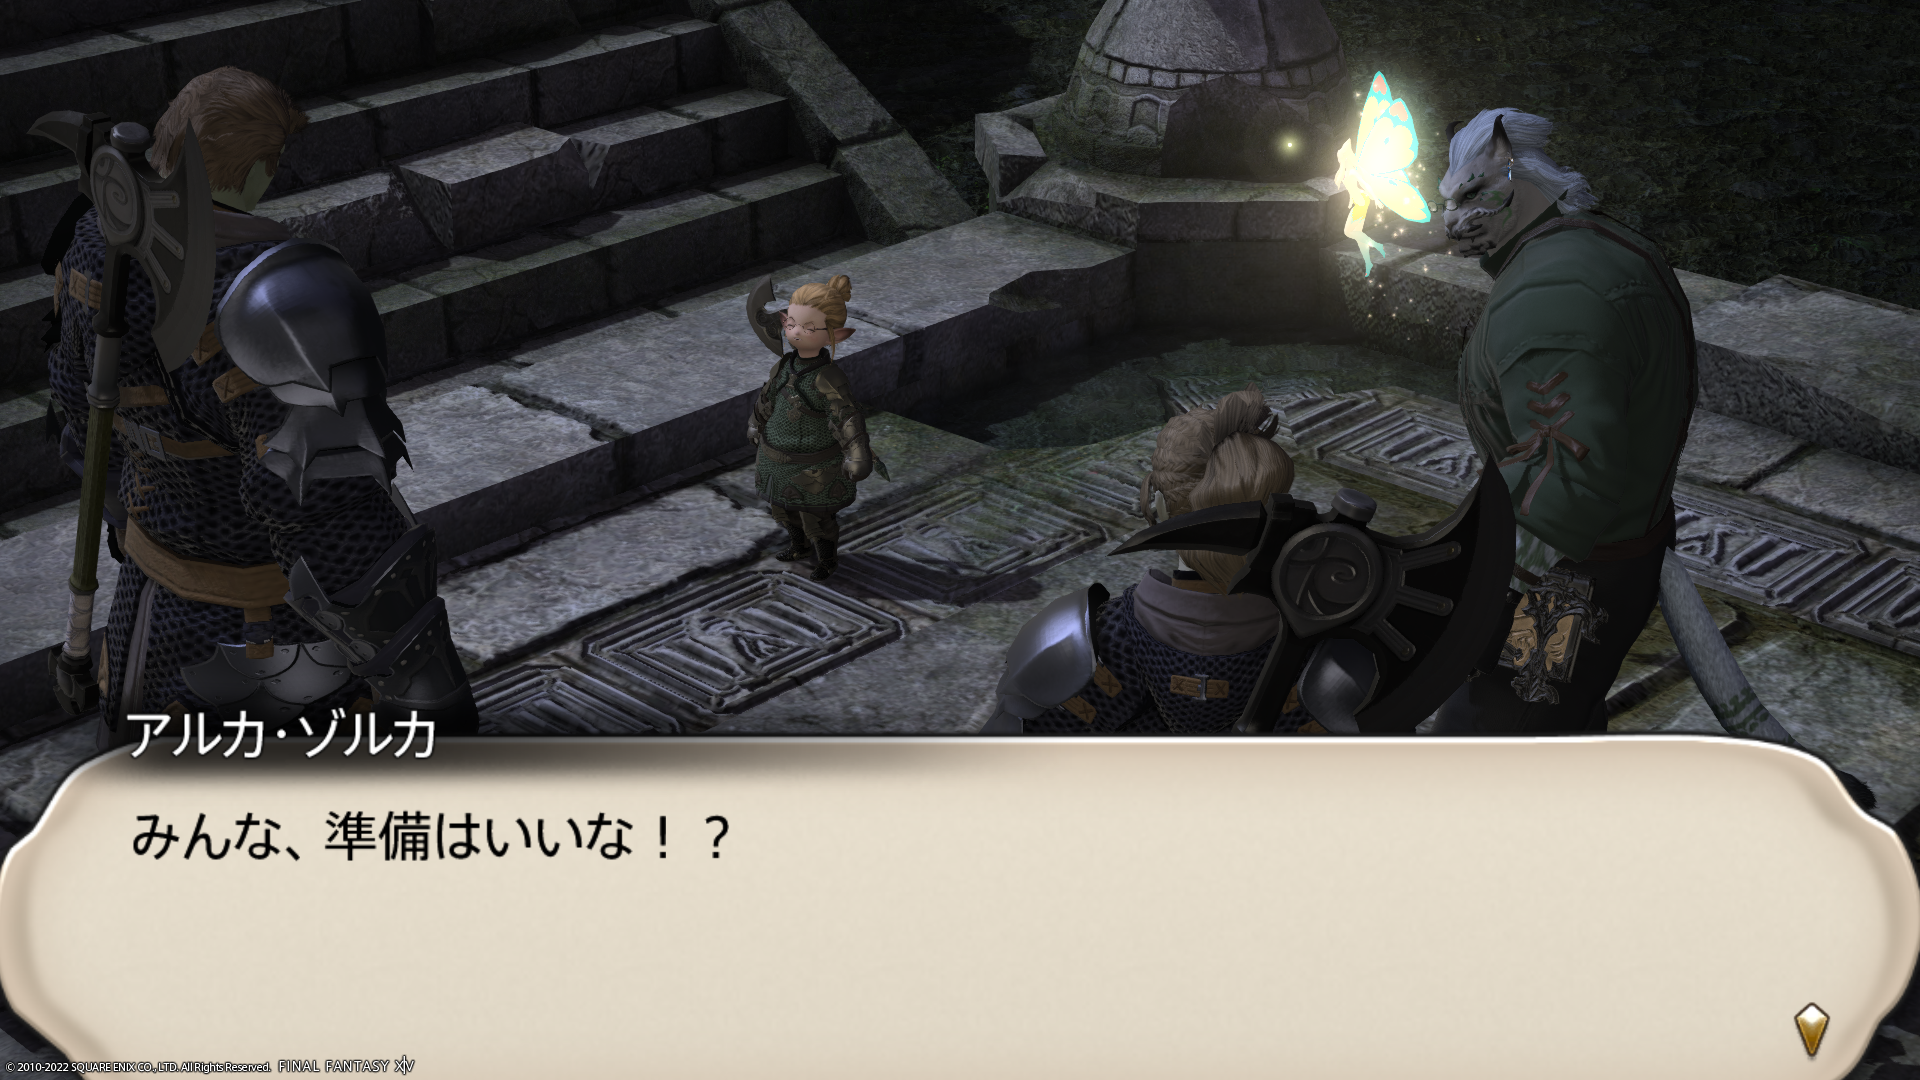 アルカ・ゾルカ
みんな、準備はいいな！？
© 2010-2022 SQUARE ENIX CO., LTD. All Rights Reserved. FINAL FANTASY XIV